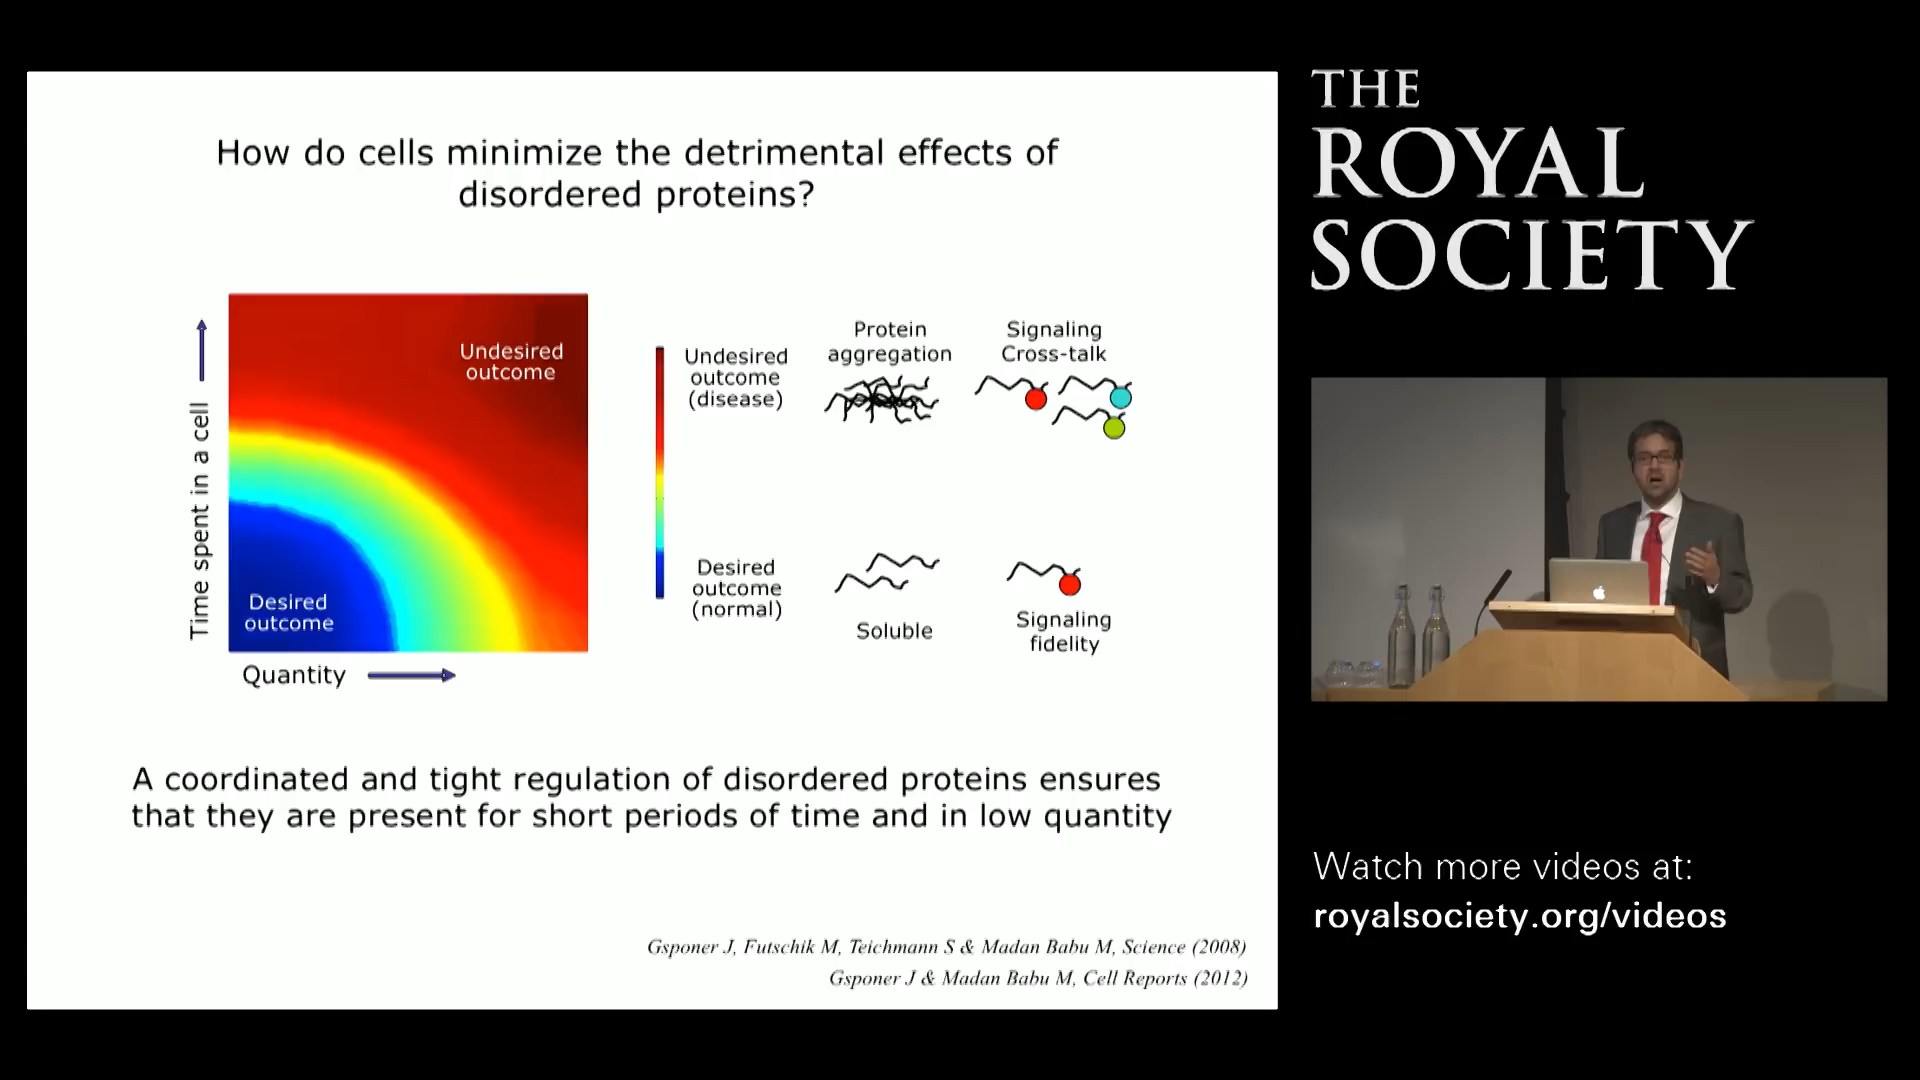 How do cells minimize the detrimental effects of
disordered proteins?
Time spent in a cell
Undesired
outcome
Desired
outcome
Quantity
Undesired
outcome
(disease)
Protein
aggregation
Signaling
Cross-talk
Desired
outcome
(normal)
Soluble
Signaling
fidelity
A coordinated and tight regulation of disordered proteins ensures
that they are present for short periods of time and in low quantity
Gsponer J, Futschik M, Teichmann S & Madan Babu M, Science (2008)
Gsponer J & Madan Babu M, Cell Reports (2012)
THE
ROYAL
SOCIETY
Watch more videos at:
royalsociety.org/videos